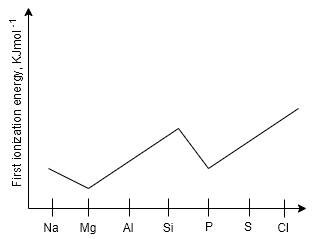 First ionization energy, KJmol-1
Na Mg Al Si P S Cl